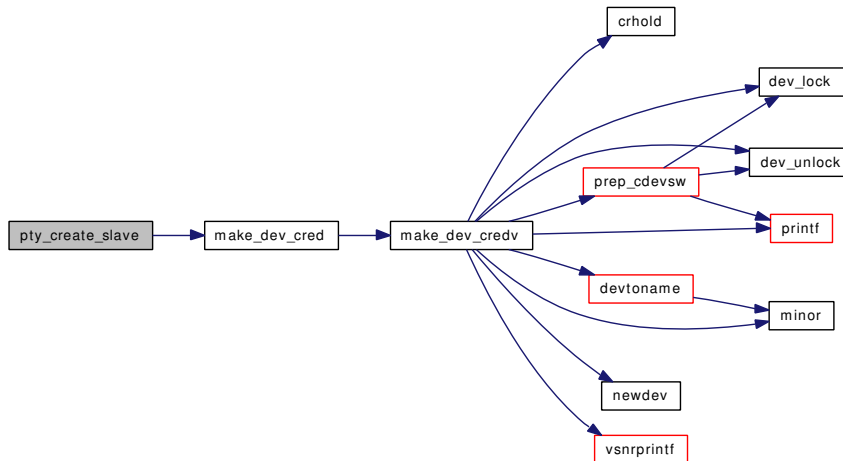 crhold
dev_lock
dev_unlock
prep_cdevsw
pty_create_slave
make_dev_cred
make_dev_credv
printf
devtoname
minor
newdev
vsnrprintf